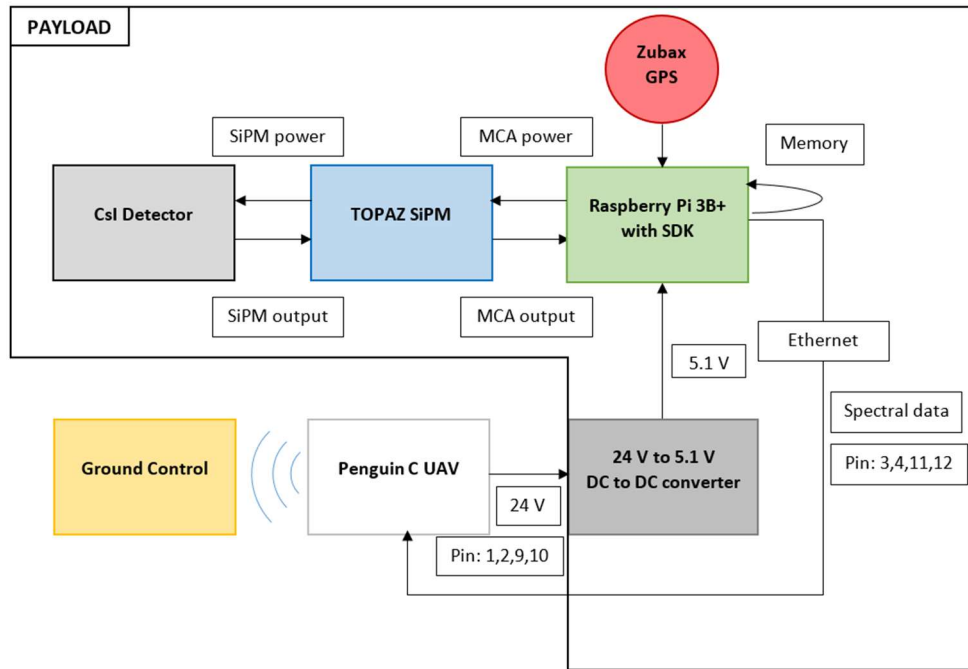 PAYLOAD
Zubax
GPS
SiPM power
MCA power
Memory
CsI Detector
TOPAZ SiPM
Raspberry Pi 3B+
with SDK
SiPM output
MCA output
Ethernet
5.1 V
Spectral data
Pin: 3,4,11,12
Ground Control
Penguin C UAV
24 V to 5.1 V
DC to DC converter
24 V
Pin: 1,2,9,10